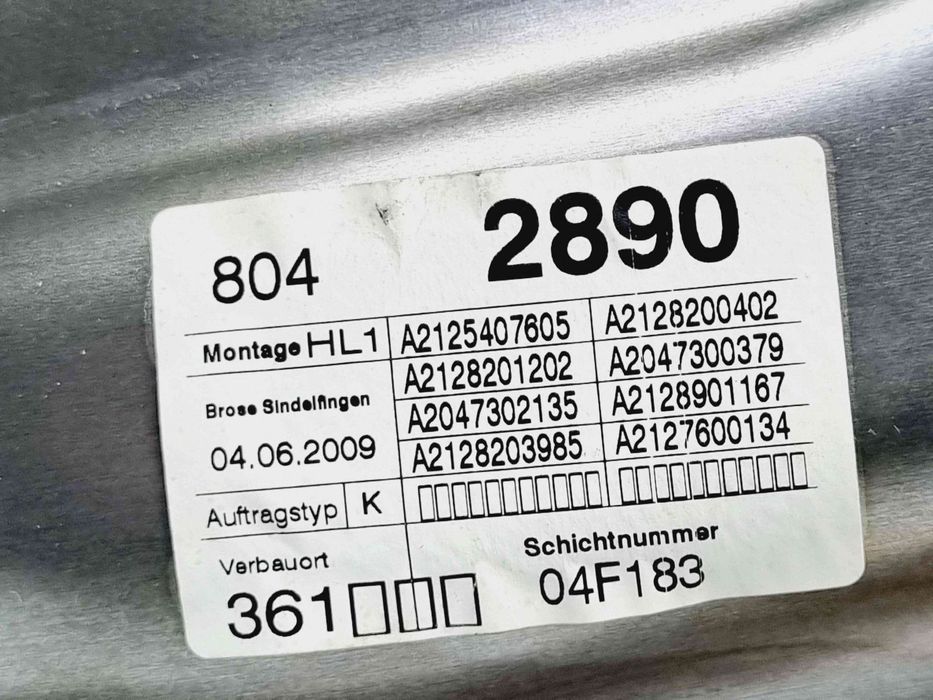 804 2890
Montage HL1 A2125407605 A2128200402
A2128201202 A2047300379
Brose Sindelfingen A2047302135 A2128901167
04.06.2009 A2128203985 A2127600134
Auftragstyp K
Verbauort Schichtnummer
361 04F183